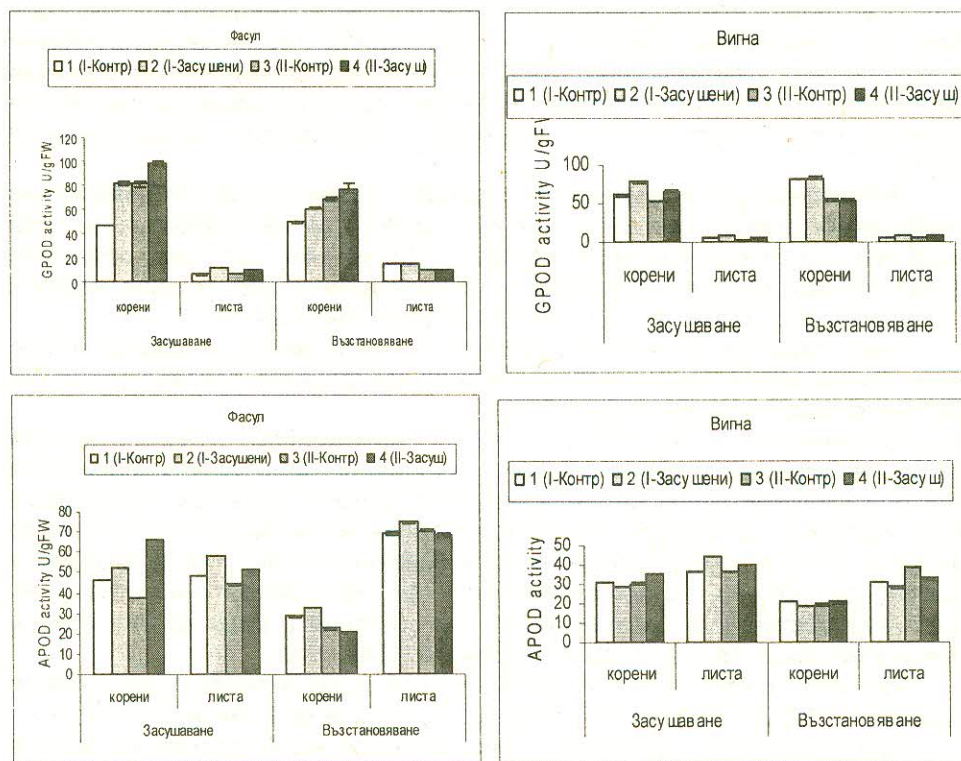 Фасул
1 (I-Контр) 2 (I-Засушени) 3 (II-Контр) 4 (II-Засуш)
GPOD activity U/gFW
120
100
80
60
40
20
0
корени листа корени листа
Засушаване Възстановяване
Вигна
1 (I-Контр) 2 (I-Засушени) 3 (II-Контр) 4 (II-Засуш)
GPOD activity U/gFW
100
50
0
корени листа корени листа
Засушаване Възстановяване
Фасул
1 (I-Контр) 2 (I-Засушени) 3 (II-Контр) 4 (II-Засуш)
APOD activity U/gFW
80
70
60
50
40
30
20
10
0
корени листа корени листа
Засушаване Възстановяване
Вигна
1 (I-Контр) 2 (I-Засушени) 3 (II-Контр) 4 (II-Засуш)
APOD activity
50
40
30
20
10
0
корени листа корени листа
Засушаване Възстановяване